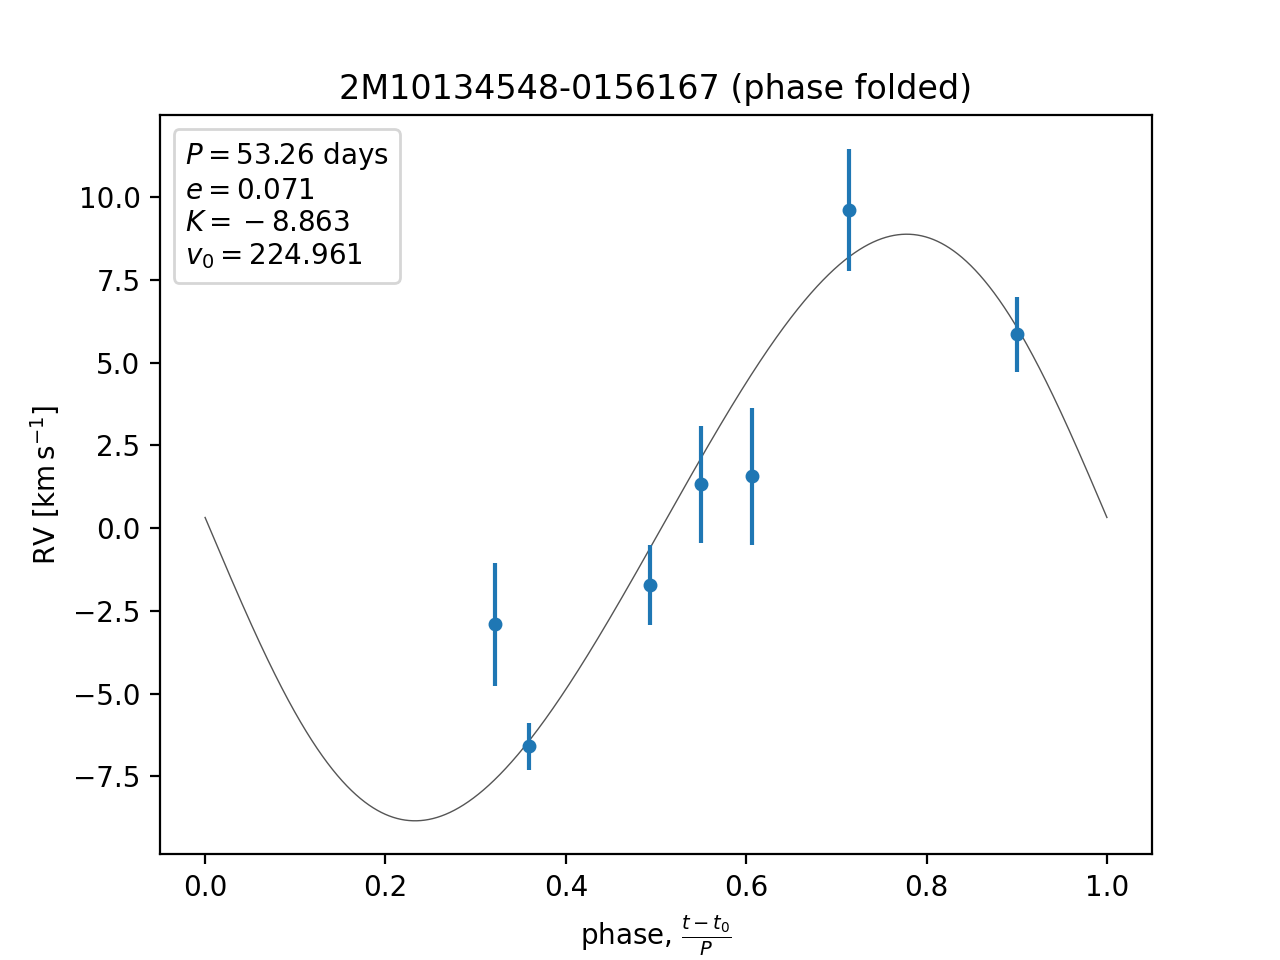 2M10134548-0156167 (phase folded)
P = 53.26 days
e = 0.071
K = −8.863
v₀ = 224.961
10.0
7.5
5.0
2.5
0.0
−2.5
−5.0
−7.5
RV [km s⁻¹]
0.0 0.2 0.4 0.6 0.8 1.0
phase, (t − t₀)/P